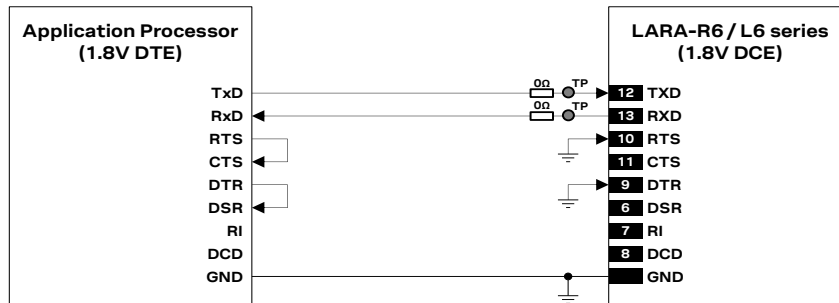 Application Processor
(1.8V DTE)
LARA-R6 / L6 series
(1.8V DCE)
TxD
0Ω
TP
12
TXD
RxD
0Ω
TP
13
RXD
RTS
10
RTS
CTS
11
CTS
DTR
9
DTR
DSR
6
DSR
RI
7
RI
DCD
8
DCD
GND
GND